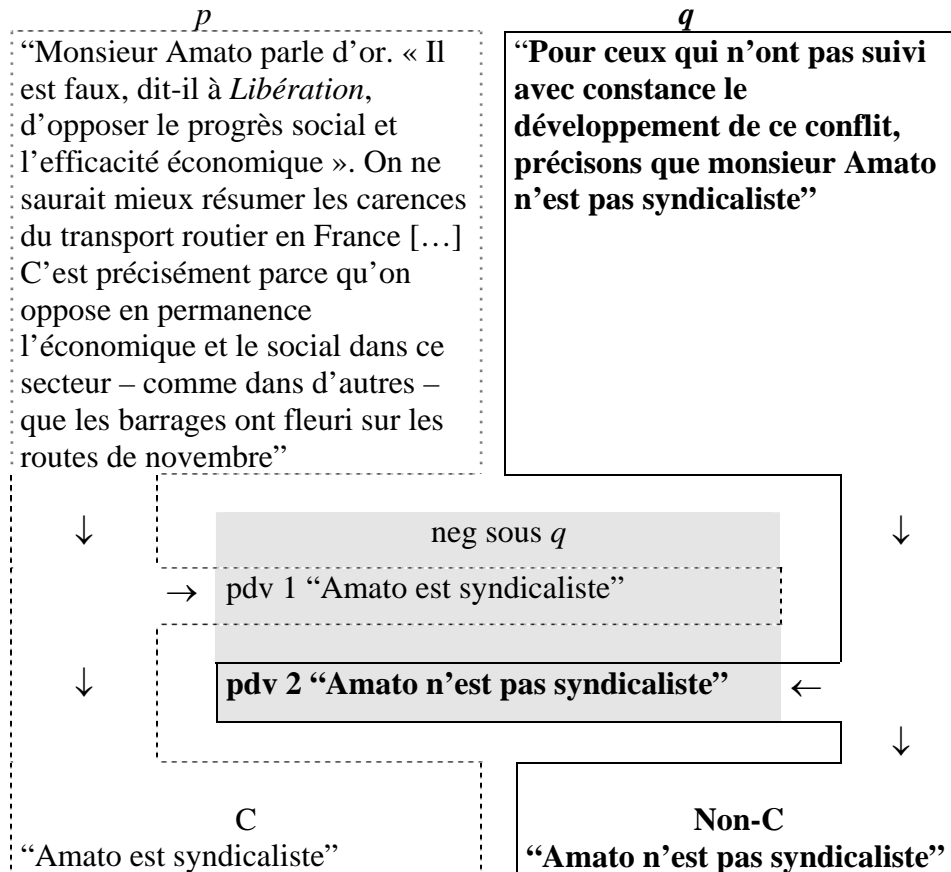 p
“Monsieur Amato parle d’or. « Il
est faux, dit-il à Libération,
d’opposer le progrès social et
l’efficacité économique ». On ne
saurait mieux résumer les carences
du transport routier en France […]
C’est précisément parce qu’on
oppose en permanence
l’économique et le social dans ce
secteur – comme dans d’autres –
que les barrages ont fleuri sur les
routes de novembre”
q
“Pour ceux qui n’ont pas suivi
avec constance le
développement de ce conflit,
précisons que monsieur Amato
n’est pas syndicaliste”
↓
neg sous q
↓
→ pdv 1 “Amato est syndicaliste”
↓
pdv 2 “Amato n’est pas syndicaliste” ←
↓
C
“Amato est syndicaliste”
Non-C
“Amato n’est pas syndicaliste”